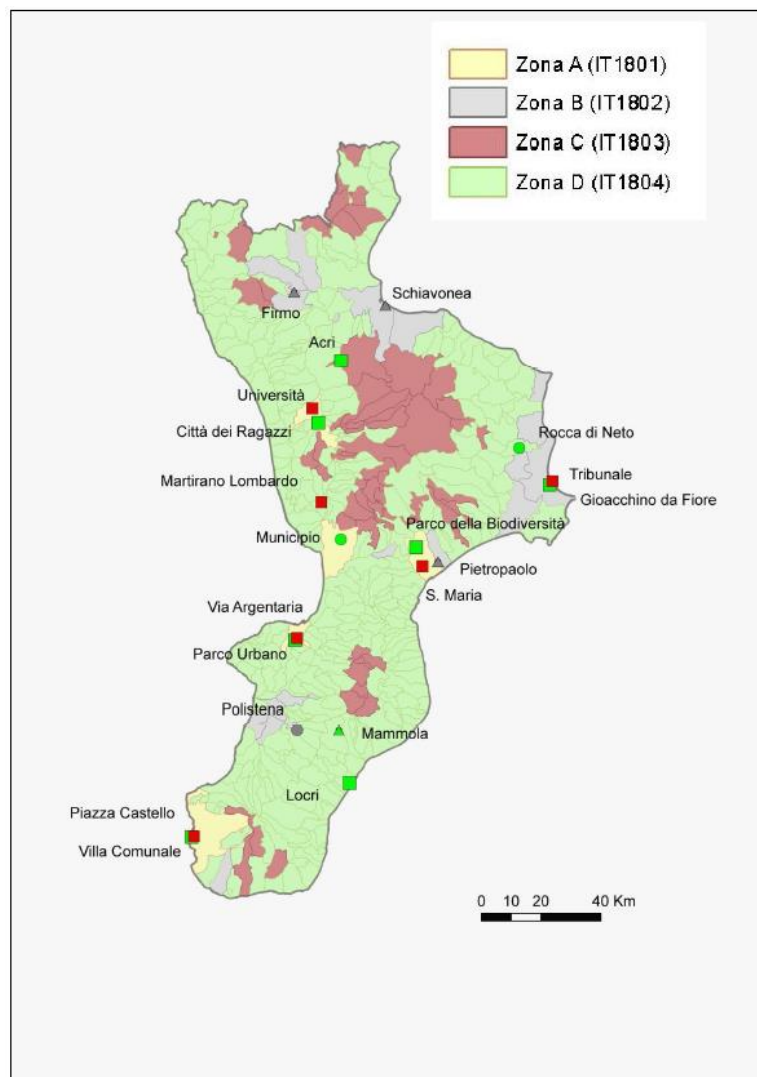 Zona A (IT1801)
Zona B (IT1802)
Zona C (IT1803)
Zona D (IT1804)
Schiavonea
Firmo
Acri
Università
Città dei Ragazzi
Rocca di Neto
Martirano Lombardo
Tribunale
Gioacchino da Fiore
Parco della Biodiversità
Municipio
Pietropaolo
S. Maria
Via Argentaria
Parco Urbano
Polistena
Mammola
Locri
Piazza Castello
Villa Comunale
0 10 20 40 Km